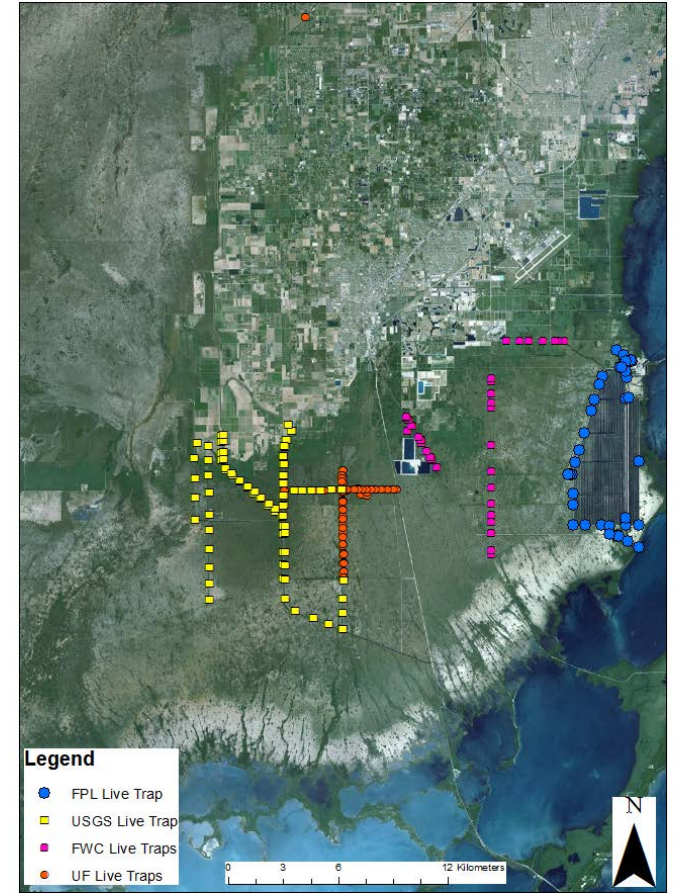 Legend
FPL Live Trap
USGS Live Trap
FWC Live Traps
UF Live Traps
0 3 6 12 Kilometers
N